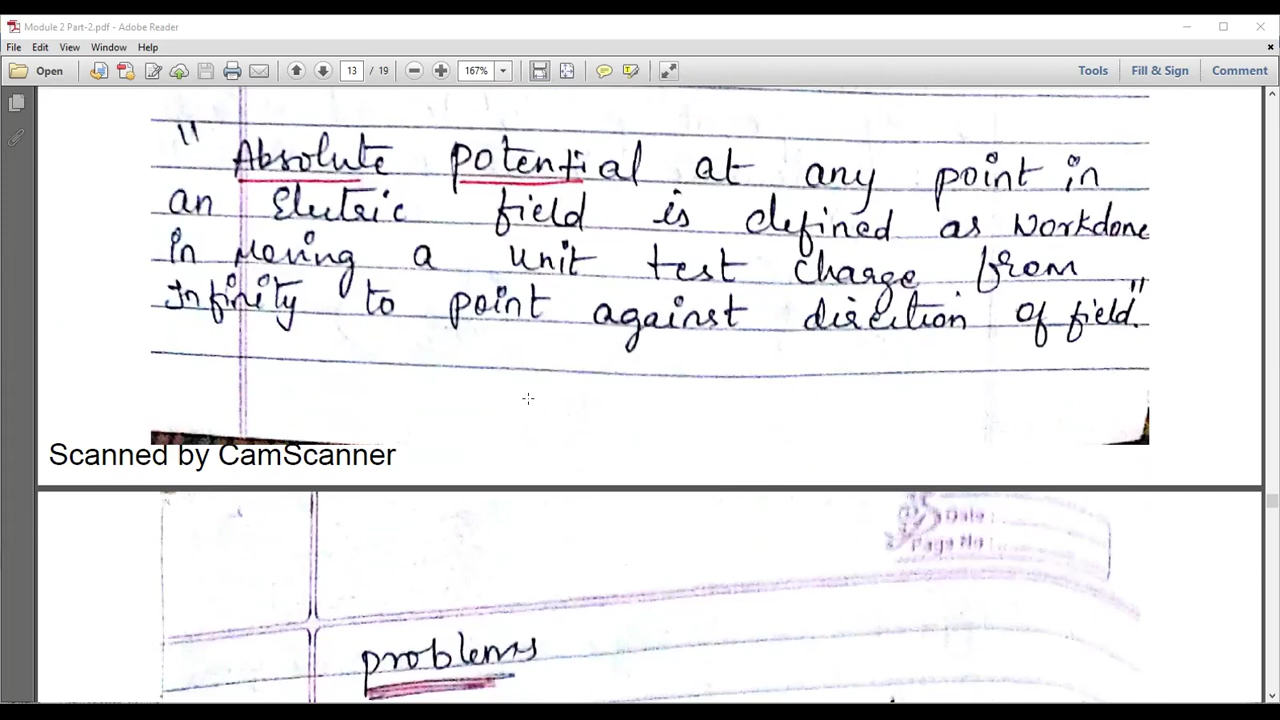 Module 2 Part-2.pdf - Adobe Reader
File Edit View Window Help
Open 13 / 19 167% Tools Fill & Sign Comment
" Absolute potential at any point in
an Electric field is defined as workdone
in moving a unit test charge from
Infinity to point against direction of field."
Scanned by CamScanner
Date :
Page No :
problems